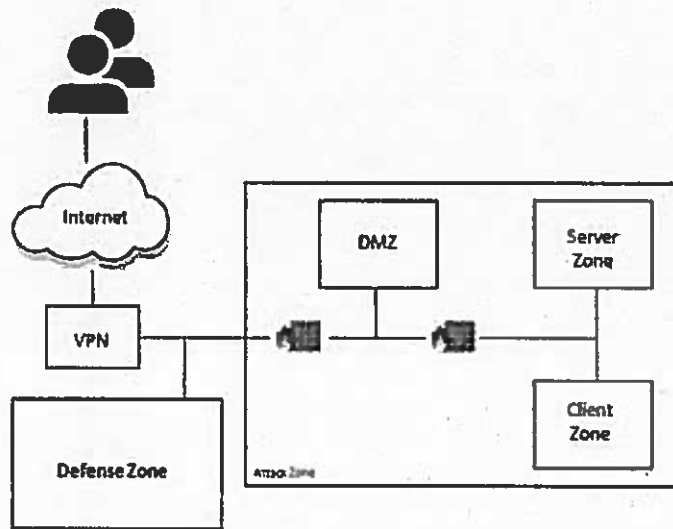 Internet
DMZ
Server
Zone
VPN
Client
Zone
Defense Zone
Attack Zone